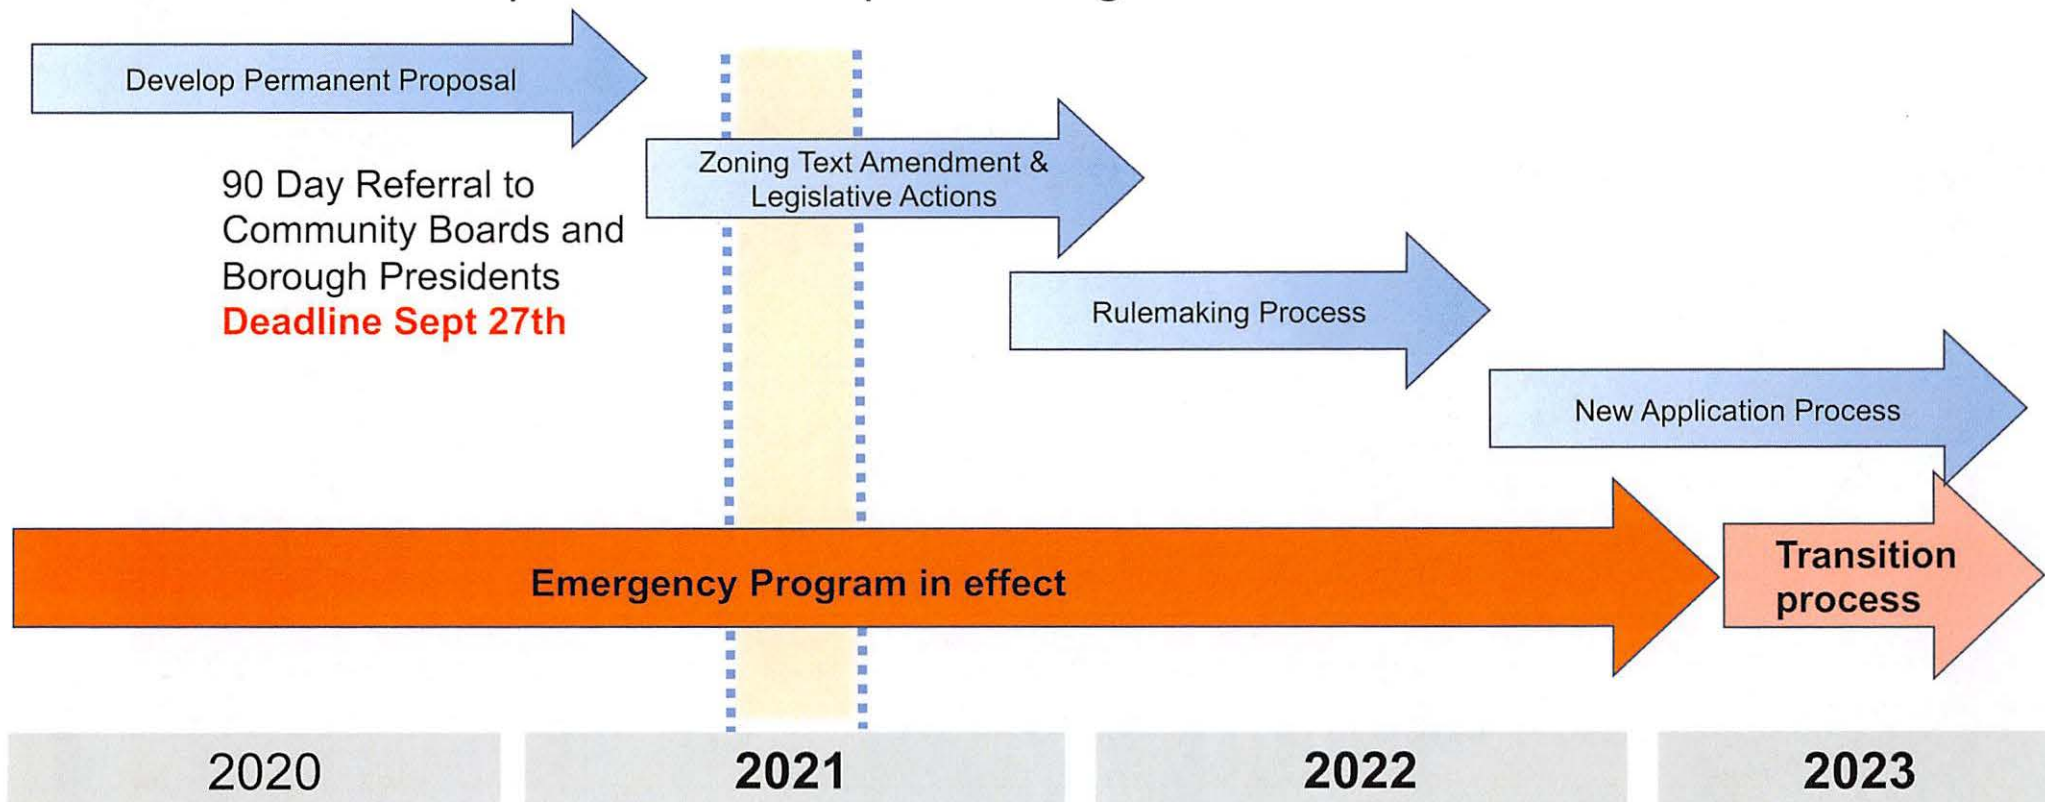 Develop Permanent Proposal
90 Day Referral to
Community Boards and
Borough Presidents
Deadline Sept 27th
Zoning Text Amendment &
Legislative Actions
Rulemaking Process
New Application Process
Emergency Program in effect
Transition
process
2020
2021
2022
2023